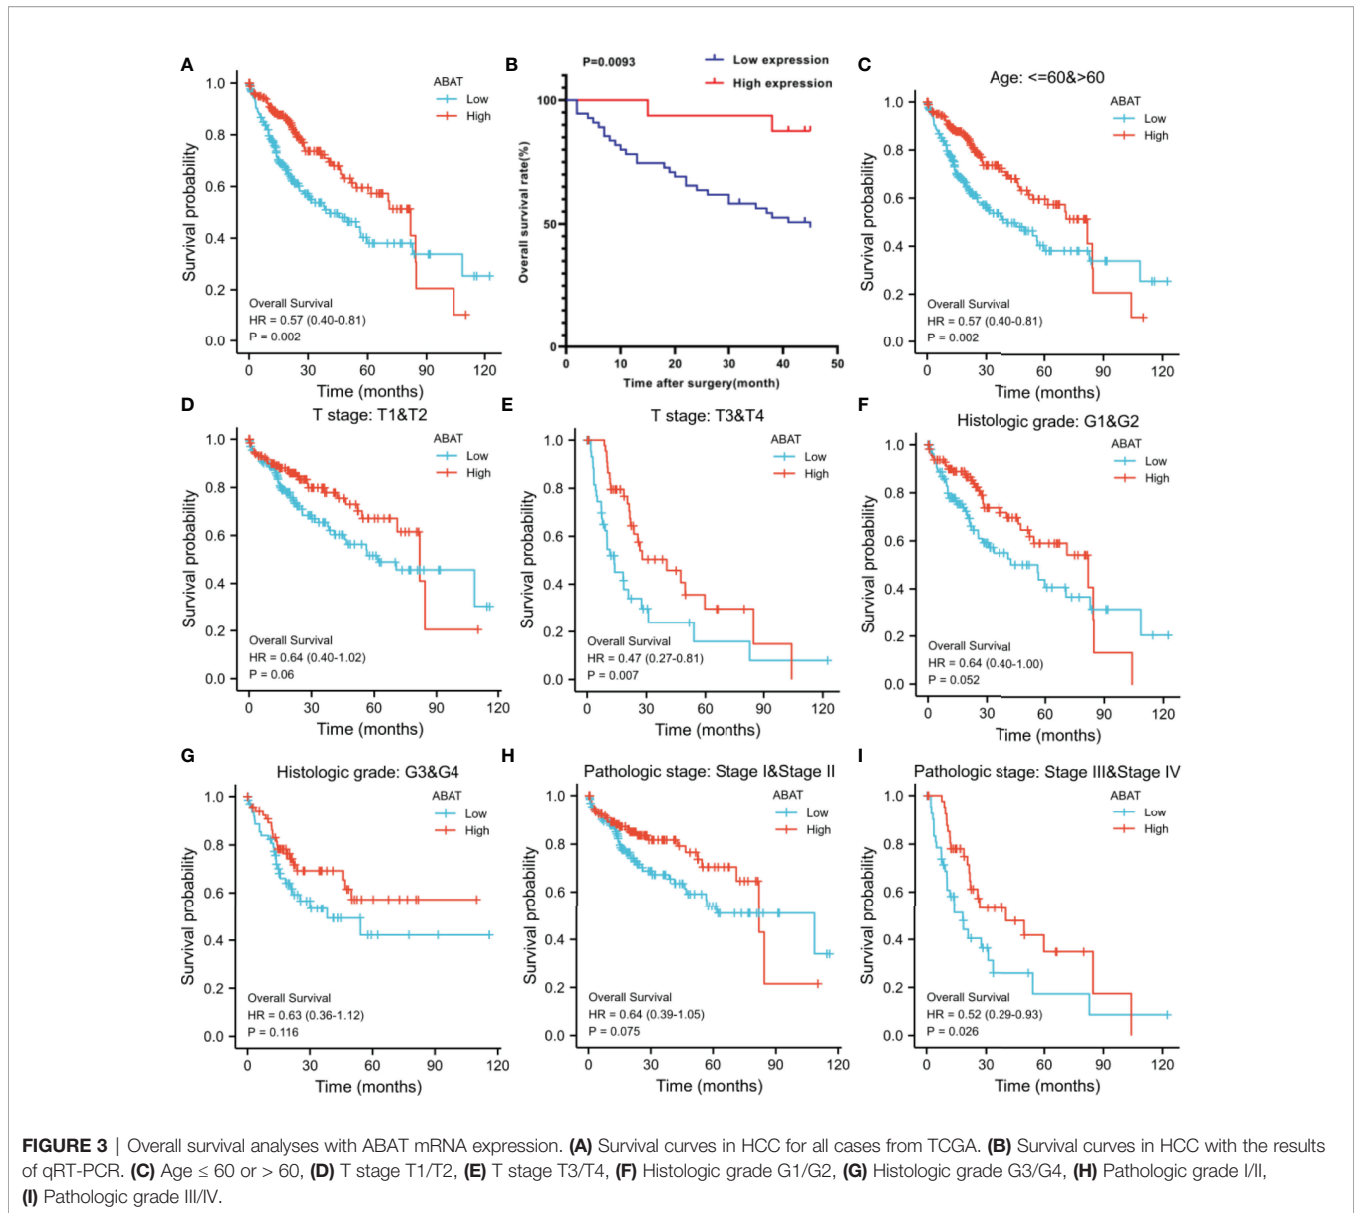 A
ABAT
Low
High
1.0
0.8
0.6
0.4
0.2
0.0
Survival probability
Overall Survival
HR = 0.57 (0.40-0.81)
P = 0.002
0 30 60 90 120
Time (months)
B
P=0.0093
Low expression
High expression
100
50
0
Overall survival rate(%)
0 10 20 30 40 50
Time after surgery(month)
C
Age: <=60&>60
ABAT
Low
High
1.0
0.8
0.6
0.4
0.2
0.0
Survival probability
Overall Survival
HR = 0.57 (0.40-0.81)
P = 0.002
0 30 60 90 120
Time (months)
D
T stage: T1&T2
ABAT
Low
High
1.0
0.8
0.6
0.4
0.2
0.0
Survival probability
Overall Survival
HR = 0.64 (0.40-1.02)
P = 0.06
0 30 60 90 120
Time (months)
E
T stage: T3&T4
ABAT
Low
High
1.0
0.8
0.6
0.4
0.2
0.0
Survival probability
Overall Survival
HR = 0.47 (0.27-0.81)
P = 0.007
0 30 60 90 120
Time (months)
F
Histologic grade: G1&G2
ABAT
Low
High
1.0
0.8
0.6
0.4
0.2
0.0
Survival probability
Overall Survival
HR = 0.64 (0.40-1.00)
P = 0.052
0 30 60 90 120
Time (months)
G
Histologic grade: G3&G4
ABAT
Low
High
1.0
0.8
0.6
0.4
0.2
0.0
Survival probability
Overall Survival
HR = 0.63 (0.36-1.12)
P = 0.116
0 30 60 90 120
Time (months)
H
Pathologic stage: Stage I&Stage II
ABAT
Low
High
1.0
0.8
0.6
0.4
0.2
0.0
Survival probability
Overall Survival
HR = 0.64 (0.39-1.05)
P = 0.075
0 30 60 90 120
Time (months)
I
Pathologic stage: Stage III&Stage IV
ABAT
Low
High
1.0
0.8
0.6
0.4
0.2
0.0
Survival probability
Overall Survival
HR = 0.52 (0.29-0.93)
P = 0.026
0 30 60 90 120
Time (months)
FIGURE 3 | Overall survival analyses with ABAT mRNA expression. (A) Survival curves in HCC for all cases from TCGA. (B) Survival curves in HCC with the results
of qRT-PCR. (C) Age ≤ 60 or > 60, (D) T stage T1/T2, (E) T stage T3/T4, (F) Histologic grade G1/G2, (G) Histologic grade G3/G4, (H) Pathologic grade I/II,
(I) Pathologic grade III/IV.